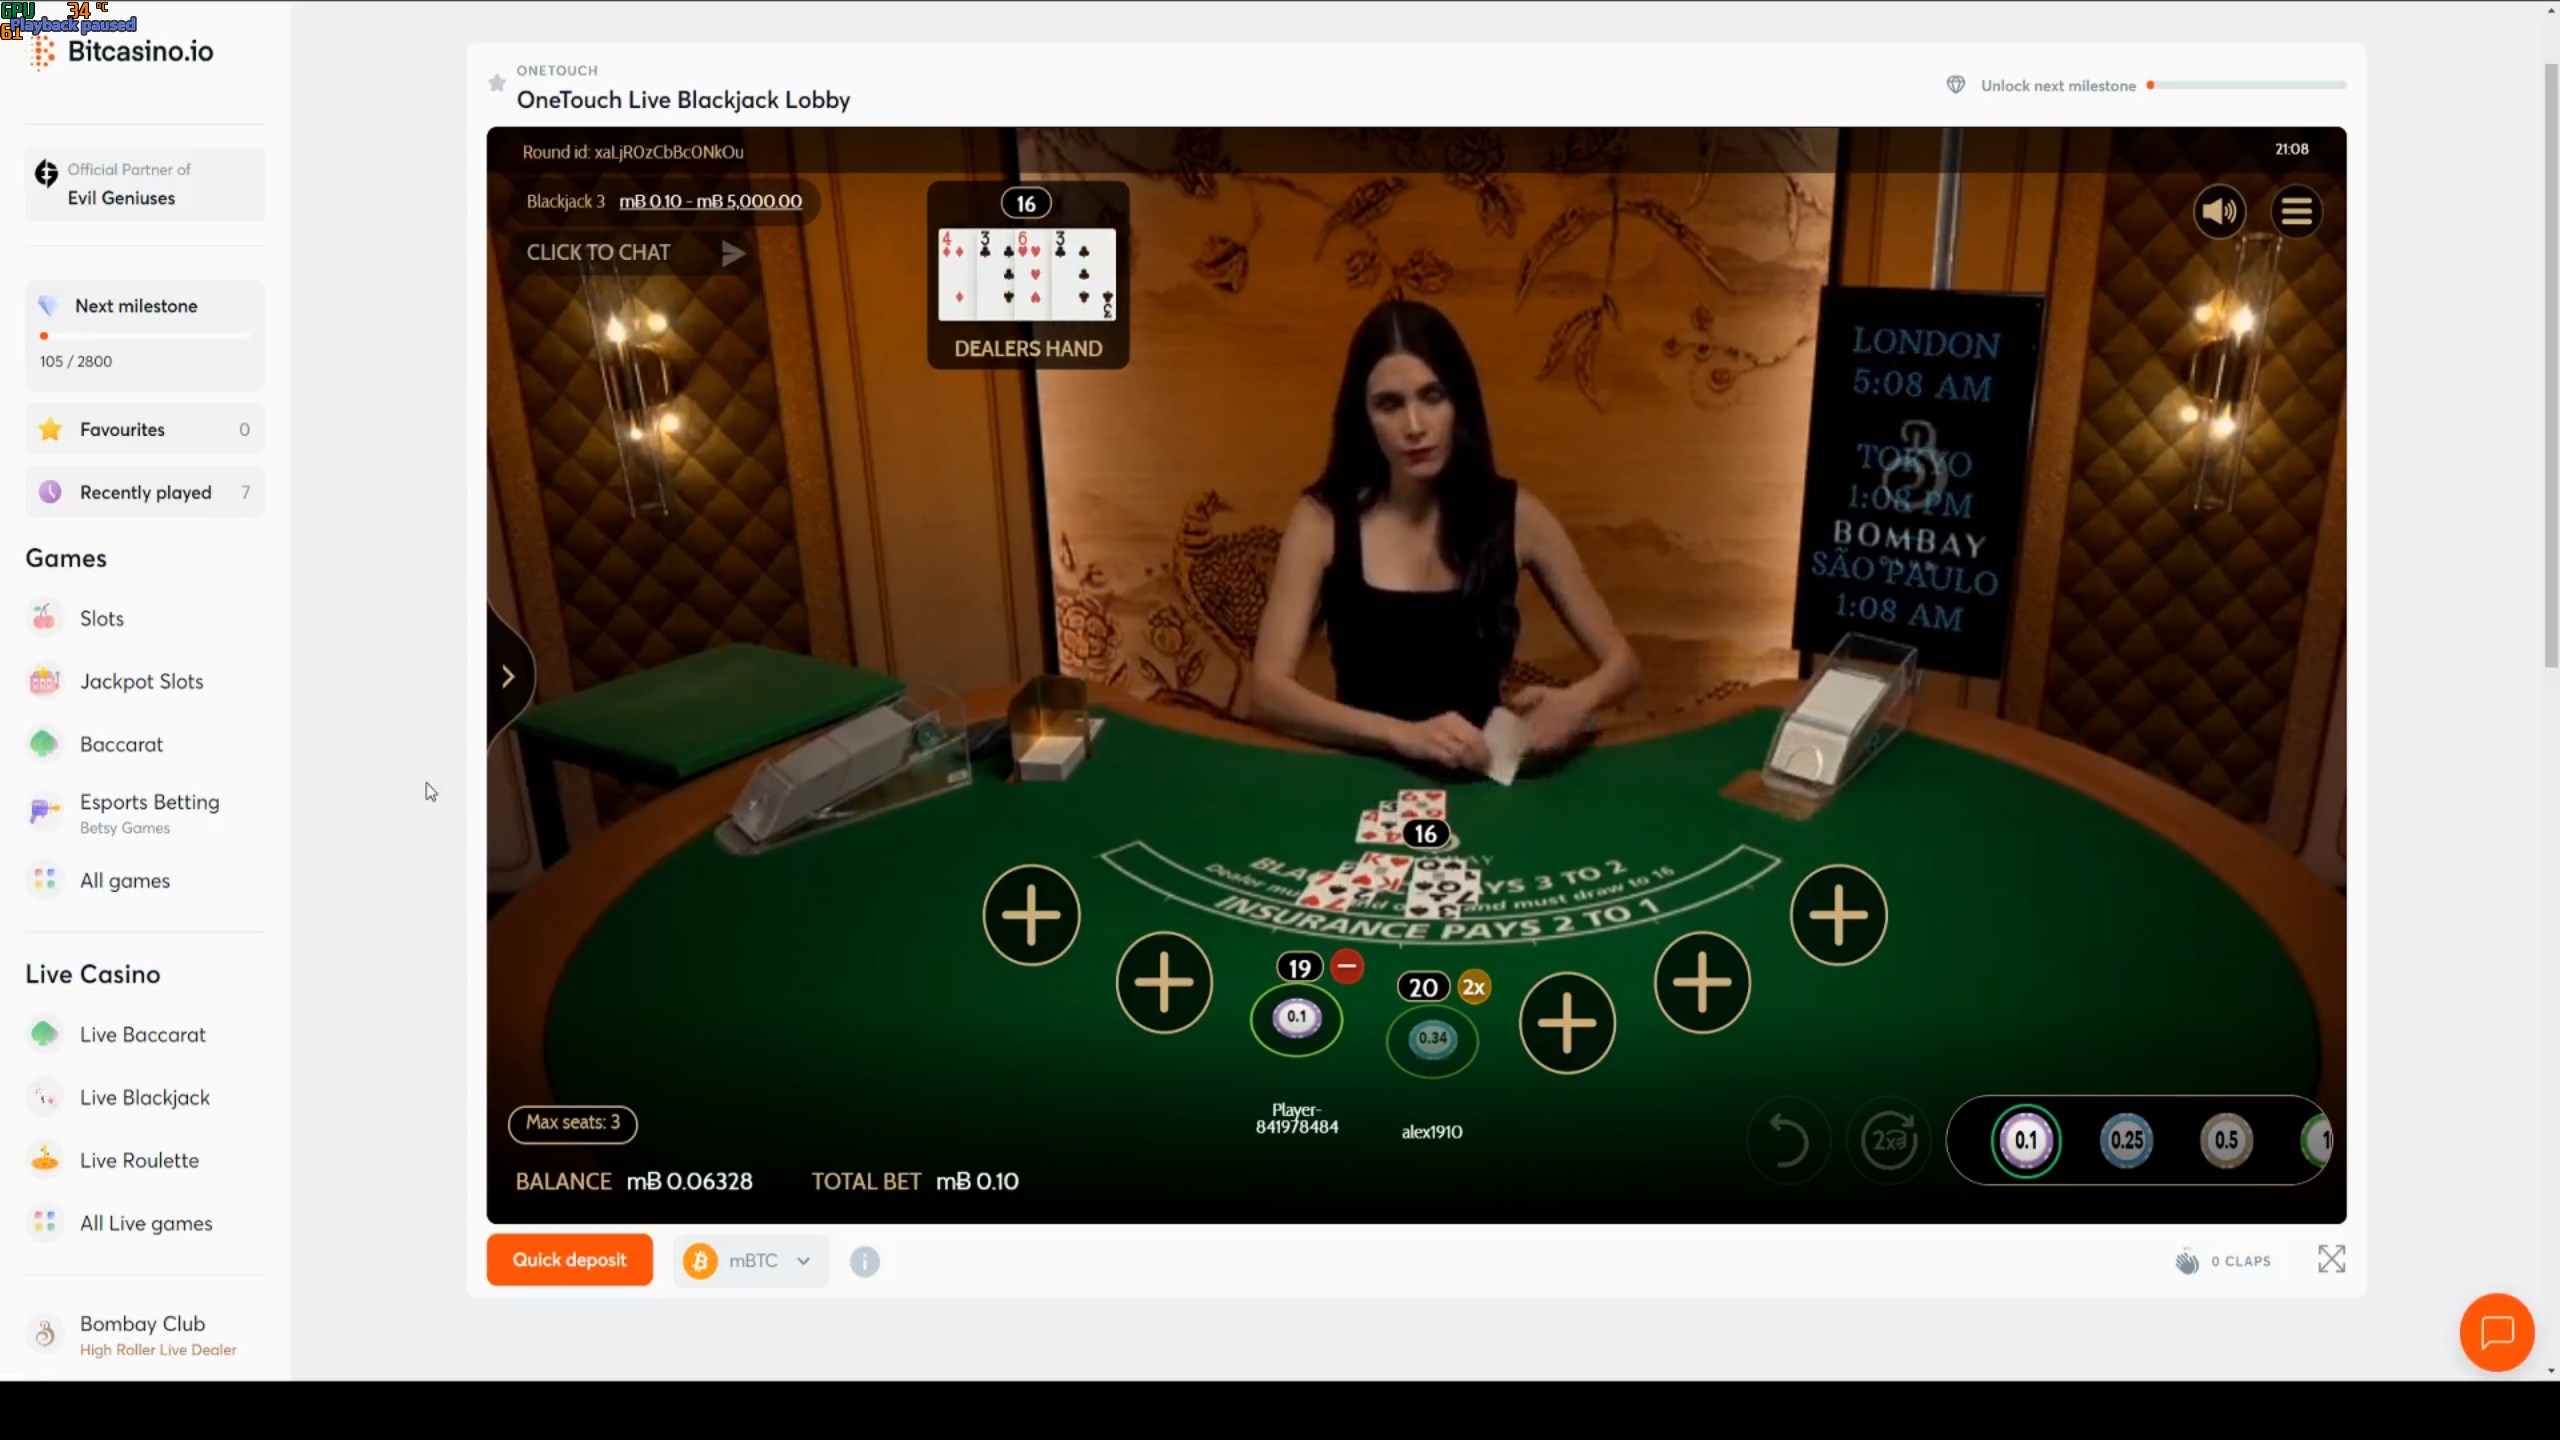 GPU 34 °C
Playback paused
61
Bitcasino.io
Official Partner of
Evil Geniuses
Next milestone
105 / 2800
Favourites 0
Recently played 7
Games
Slots
Jackpot Slots
Baccarat
Esports Betting
Betsy Games
All games
Live Casino
Live Baccarat
Live Blackjack
Live Roulette
All Live games
Bombay Club
High Roller Live Dealer
ONETOUCH
OneTouch Live Blackjack Lobby
Unlock next milestone
Round id: xaLjROzCbBcONkOu
21:08
Blackjack 3 mB 0.10 - mB 5,000.00
CLICK TO CHAT
16
4 3 6 3
3
DEALERS HAND
LONDON
5:08 AM
TOKYO
1:08 PM
BOMBAY
SÃO PAULO
1:08 AM
16
YS 3 TO 2
and must draw to 16
INSURANCE PAYS 2 TO 1
19
20 2x
0.1
0.34
Player-
841978484
alex1910
Max seats: 3
2x
0.1 0.25 0.5 1
BALANCE mB 0.06328 TOTAL BET mB 0.10
Quick deposit
mBTC
i
0 CLAPS